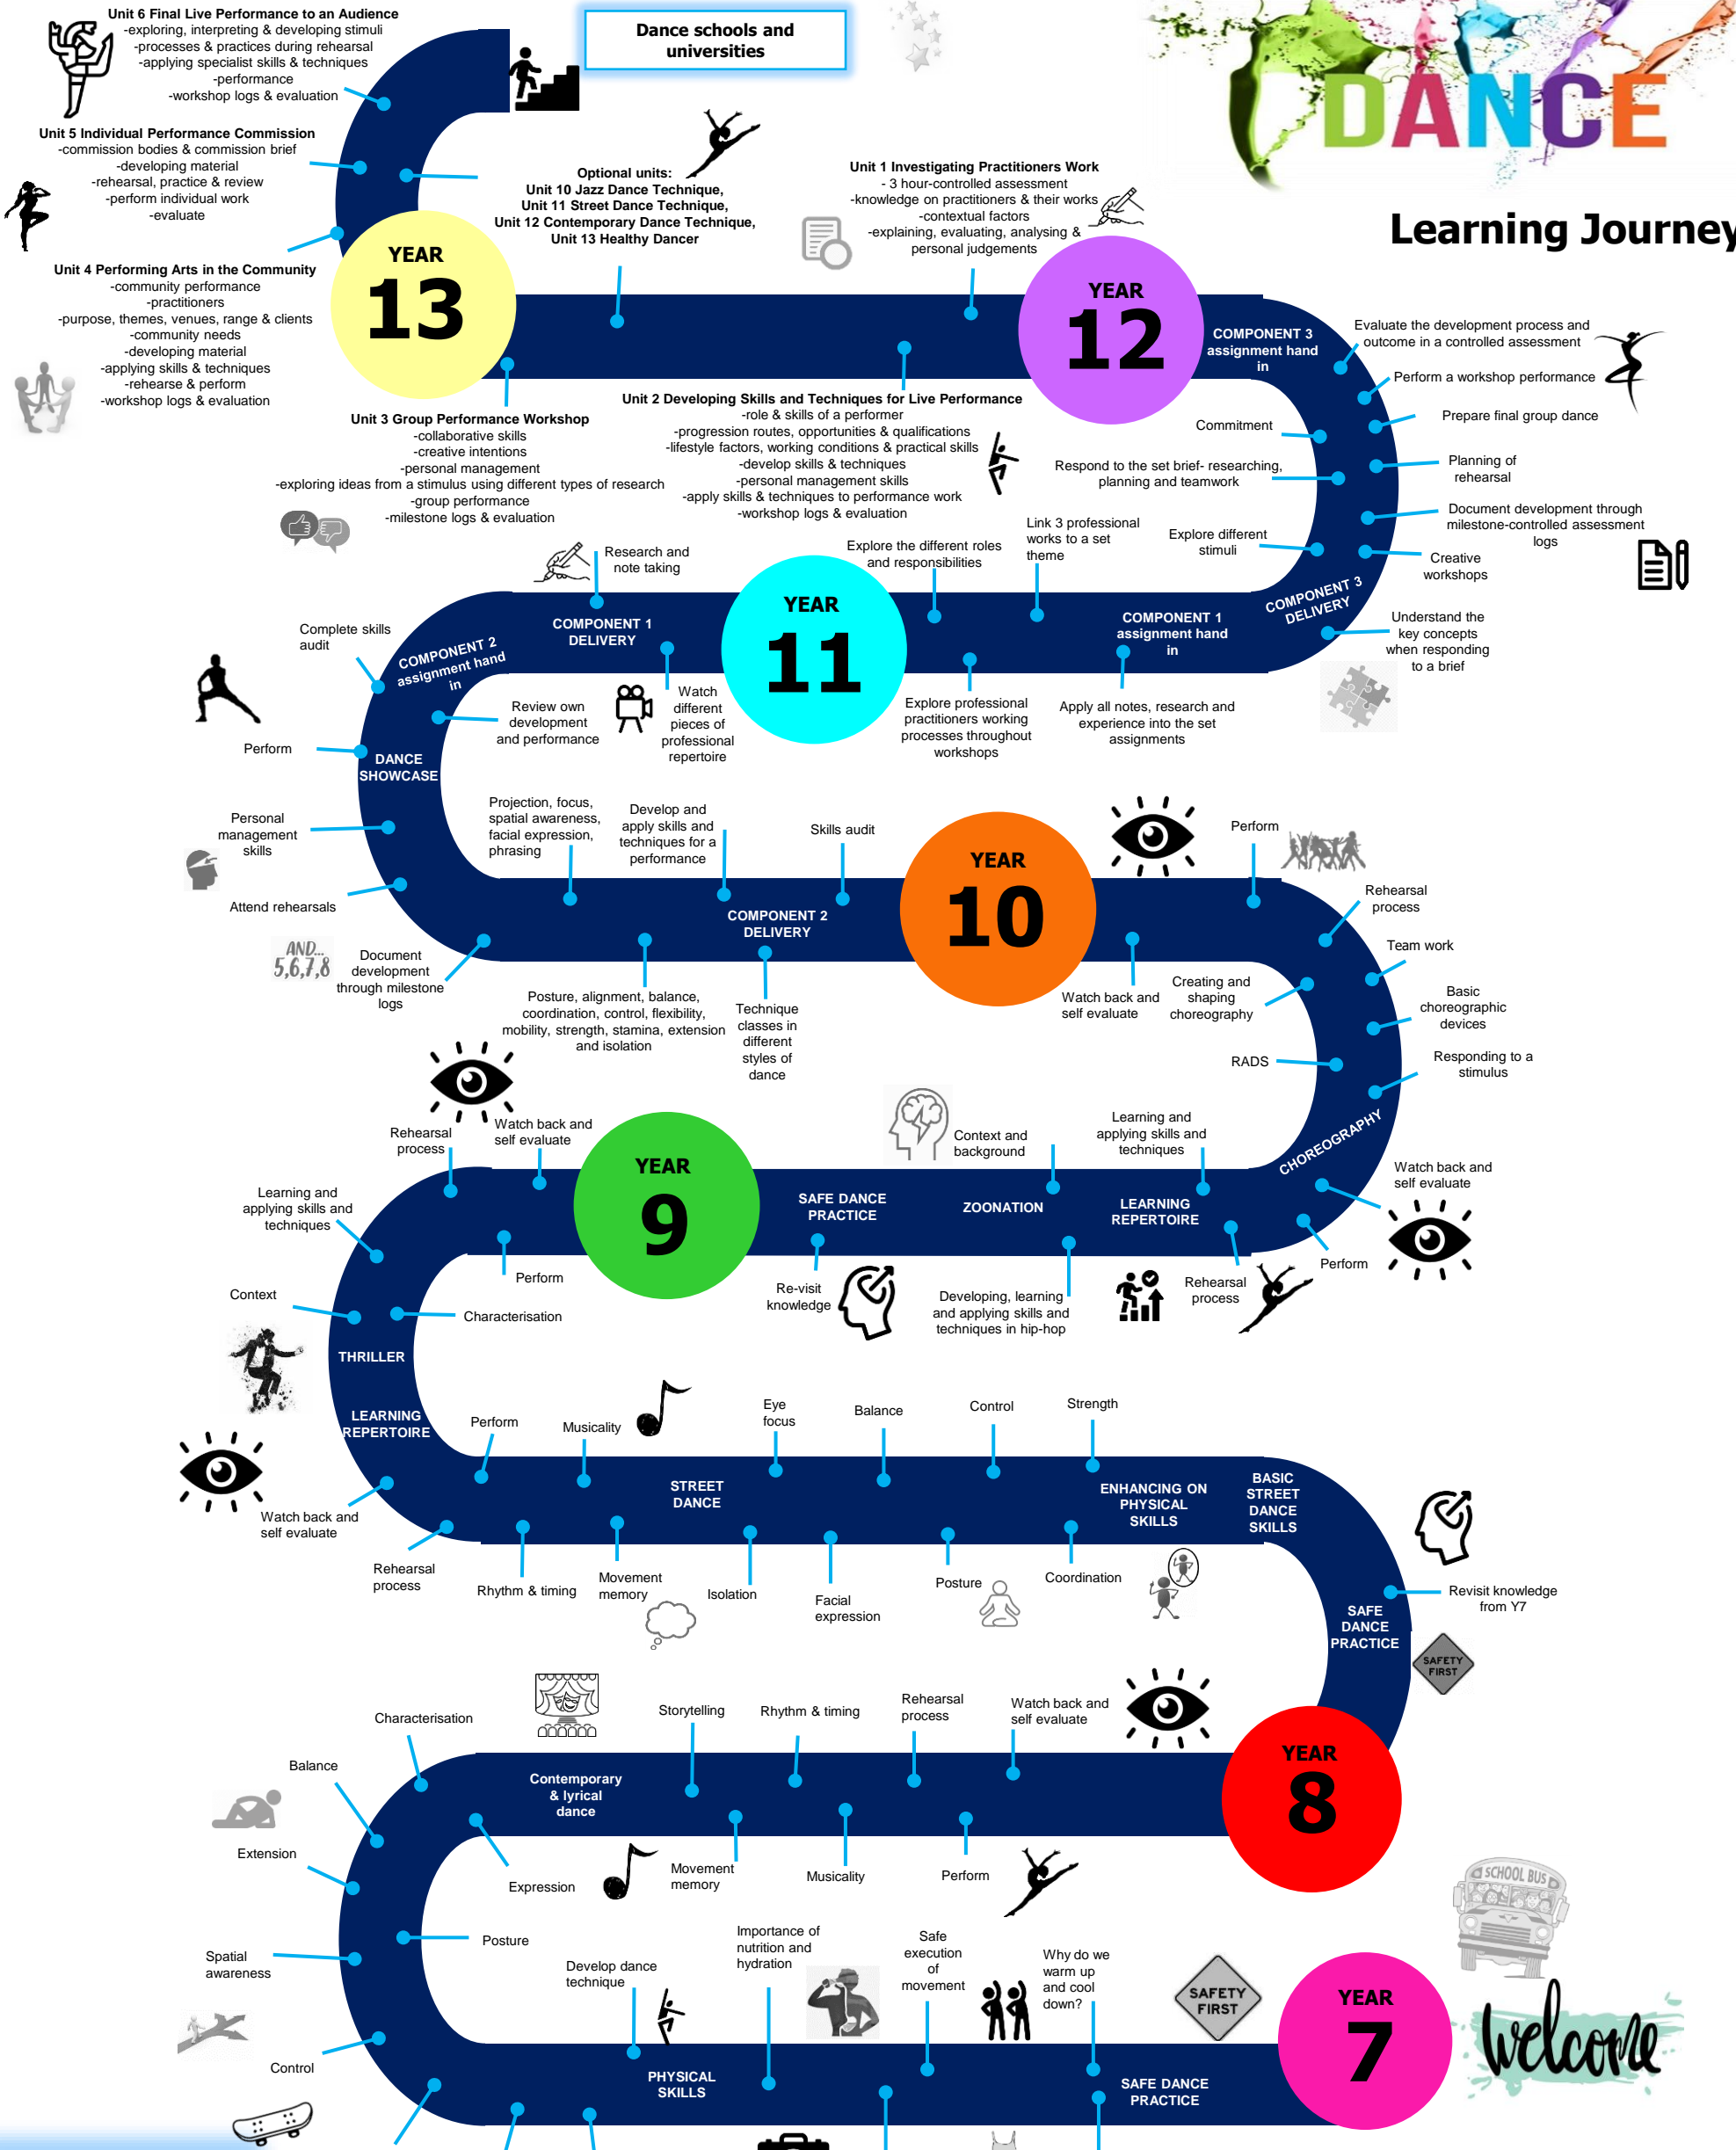 Unit 6 Final Live Performance to an Audience
-exploring, interpreting & developing stimuli
-processes & practices during rehearsal
-applying specialist skills & techniques
-performance
-workshop logs & evaluation
Dance schools and
universities
DANCE
Learning Journey
Unit 5 Individual Performance Commission
-commission bodies & commission brief
-developing material
-rehearsal, practice & review
-perform individual work
-evaluate
Optional units:
Unit 10 Jazz Dance Technique,
Unit 11 Street Dance Technique,
Unit 12 Contemporary Dance Technique,
Unit 13 Healthy Dancer
Unit 1 Investigating Practitioners Work
- 3 hour-controlled assessment
-knowledge on practitioners & their works
-contextual factors
-explaining, evaluating, analysing &
personal judgements
Unit 4 Performing Arts in the Community
-community performance
-practitioners
-purpose, themes, venues, range & clients
-community needs
-developing material
-applying skills & techniques
-rehearse & perform
-workshop logs & evaluation
YEAR
13
YEAR
12
COMPONENT 3
assignment hand
in
Evaluate the development process and
outcome in a controlled assessment
Perform a workshop performance
Prepare final group dance
Planning of
rehearsal
Document development through
milestone-controlled assessment
logs
Creative
workshops
Understand the
key concepts
when responding
to a brief
Commitment
Respond to the set brief- researching,
planning and teamwork
Explore different
stimuli
COMPONENT 3
DELIVERY
Unit 3 Group Performance Workshop
-collaborative skills
-creative intentions
-personal management
-exploring ideas from a stimulus using different types of research
-group performance
-milestone logs & evaluation
Unit 2 Developing Skills and Techniques for Live Performance
-role & skills of a performer
-progression routes, opportunities & qualifications
-lifestyle factors, working conditions & practical skills
-develop skills & techniques
-personal management skills
-apply skills & techniques to performance work
-workshop logs & evaluation
Link 3 professional
works to a set
theme
Explore the different roles
and responsibilities
Research and
note taking
COMPONENT 1
DELIVERY
YEAR
11
COMPONENT 1
assignment hand
in
Complete skills
audit
COMPONENT 2
assignment hand
in
Review own
development
and performance
Watch
different
pieces of
professional
repertoire
Explore professional
practitioners working
processes throughout
workshops
Apply all notes, research and
experience into the set
assignments
Perform
DANCE
SHOWCASE
Personal
management
skills
Attend rehearsals
AND...
5,6,7,8
Document
development
through milestone
logs
Projection, focus,
spatial awareness,
facial expression,
phrasing
Develop and
apply skills and
techniques for a
performance
Skills audit
COMPONENT 2
DELIVERY
YEAR
10
Perform
Rehearsal
process
Team work
Basic
choreographic
devices
Responding to a
stimulus
Posture, alignment, balance,
coordination, control, flexibility,
mobility, strength, stamina, extension
and isolation
Technique
classes in
different
styles of
dance
Watch back and
self evaluate
Creating and
shaping
choreography
RADS
CHOREOGRAPHY
Watch back and
self evaluate
Perform
Rehearsal
process
Watch back and
self evaluate
YEAR
9
SAFE DANCE
PRACTICE
ZOONATION
LEARNING
REPERTOIRE
Context and
background
Learning and
applying skills and
techniques
Re-visit
knowledge
Developing, learning
and applying skills and
techniques in hip-hop
Rehearsal
process
Learning and
applying skills and
techniques
Perform
Context
Characterisation
THRILLER
LEARNING
REPERTOIRE
Watch back and
self evaluate
Rehearsal
process
Perform
Musicality
STREET
DANCE
Eye
focus
Balance
Control
Strength
ENHANCING ON
PHYSICAL
SKILLS
BASIC
STREET
DANCE
SKILLS
Rhythm & timing
Movement
memory
Isolation
Facial
expression
Posture
Coordination
SAFE
DANCE
PRACTICE
Revisit knowledge
from Y7
SAFETY
FIRST
Characterisation
Storytelling
Rhythm & timing
Rehearsal
process
Watch back and
self evaluate
YEAR
8
Balance
Contemporary
& lyrical
dance
Extension
Expression
Movement
memory
Musicality
Perform
Posture
Spatial
awareness
Control
Develop dance
technique
Importance of
nutrition and
hydration
Safe
execution
of
movement
Why do we
warm up
and cool
down?
SAFETY
FIRST
SCHOOL BUS
YEAR
7
welcome
PHYSICAL
SKILLS
SAFE DANCE
PRACTICE